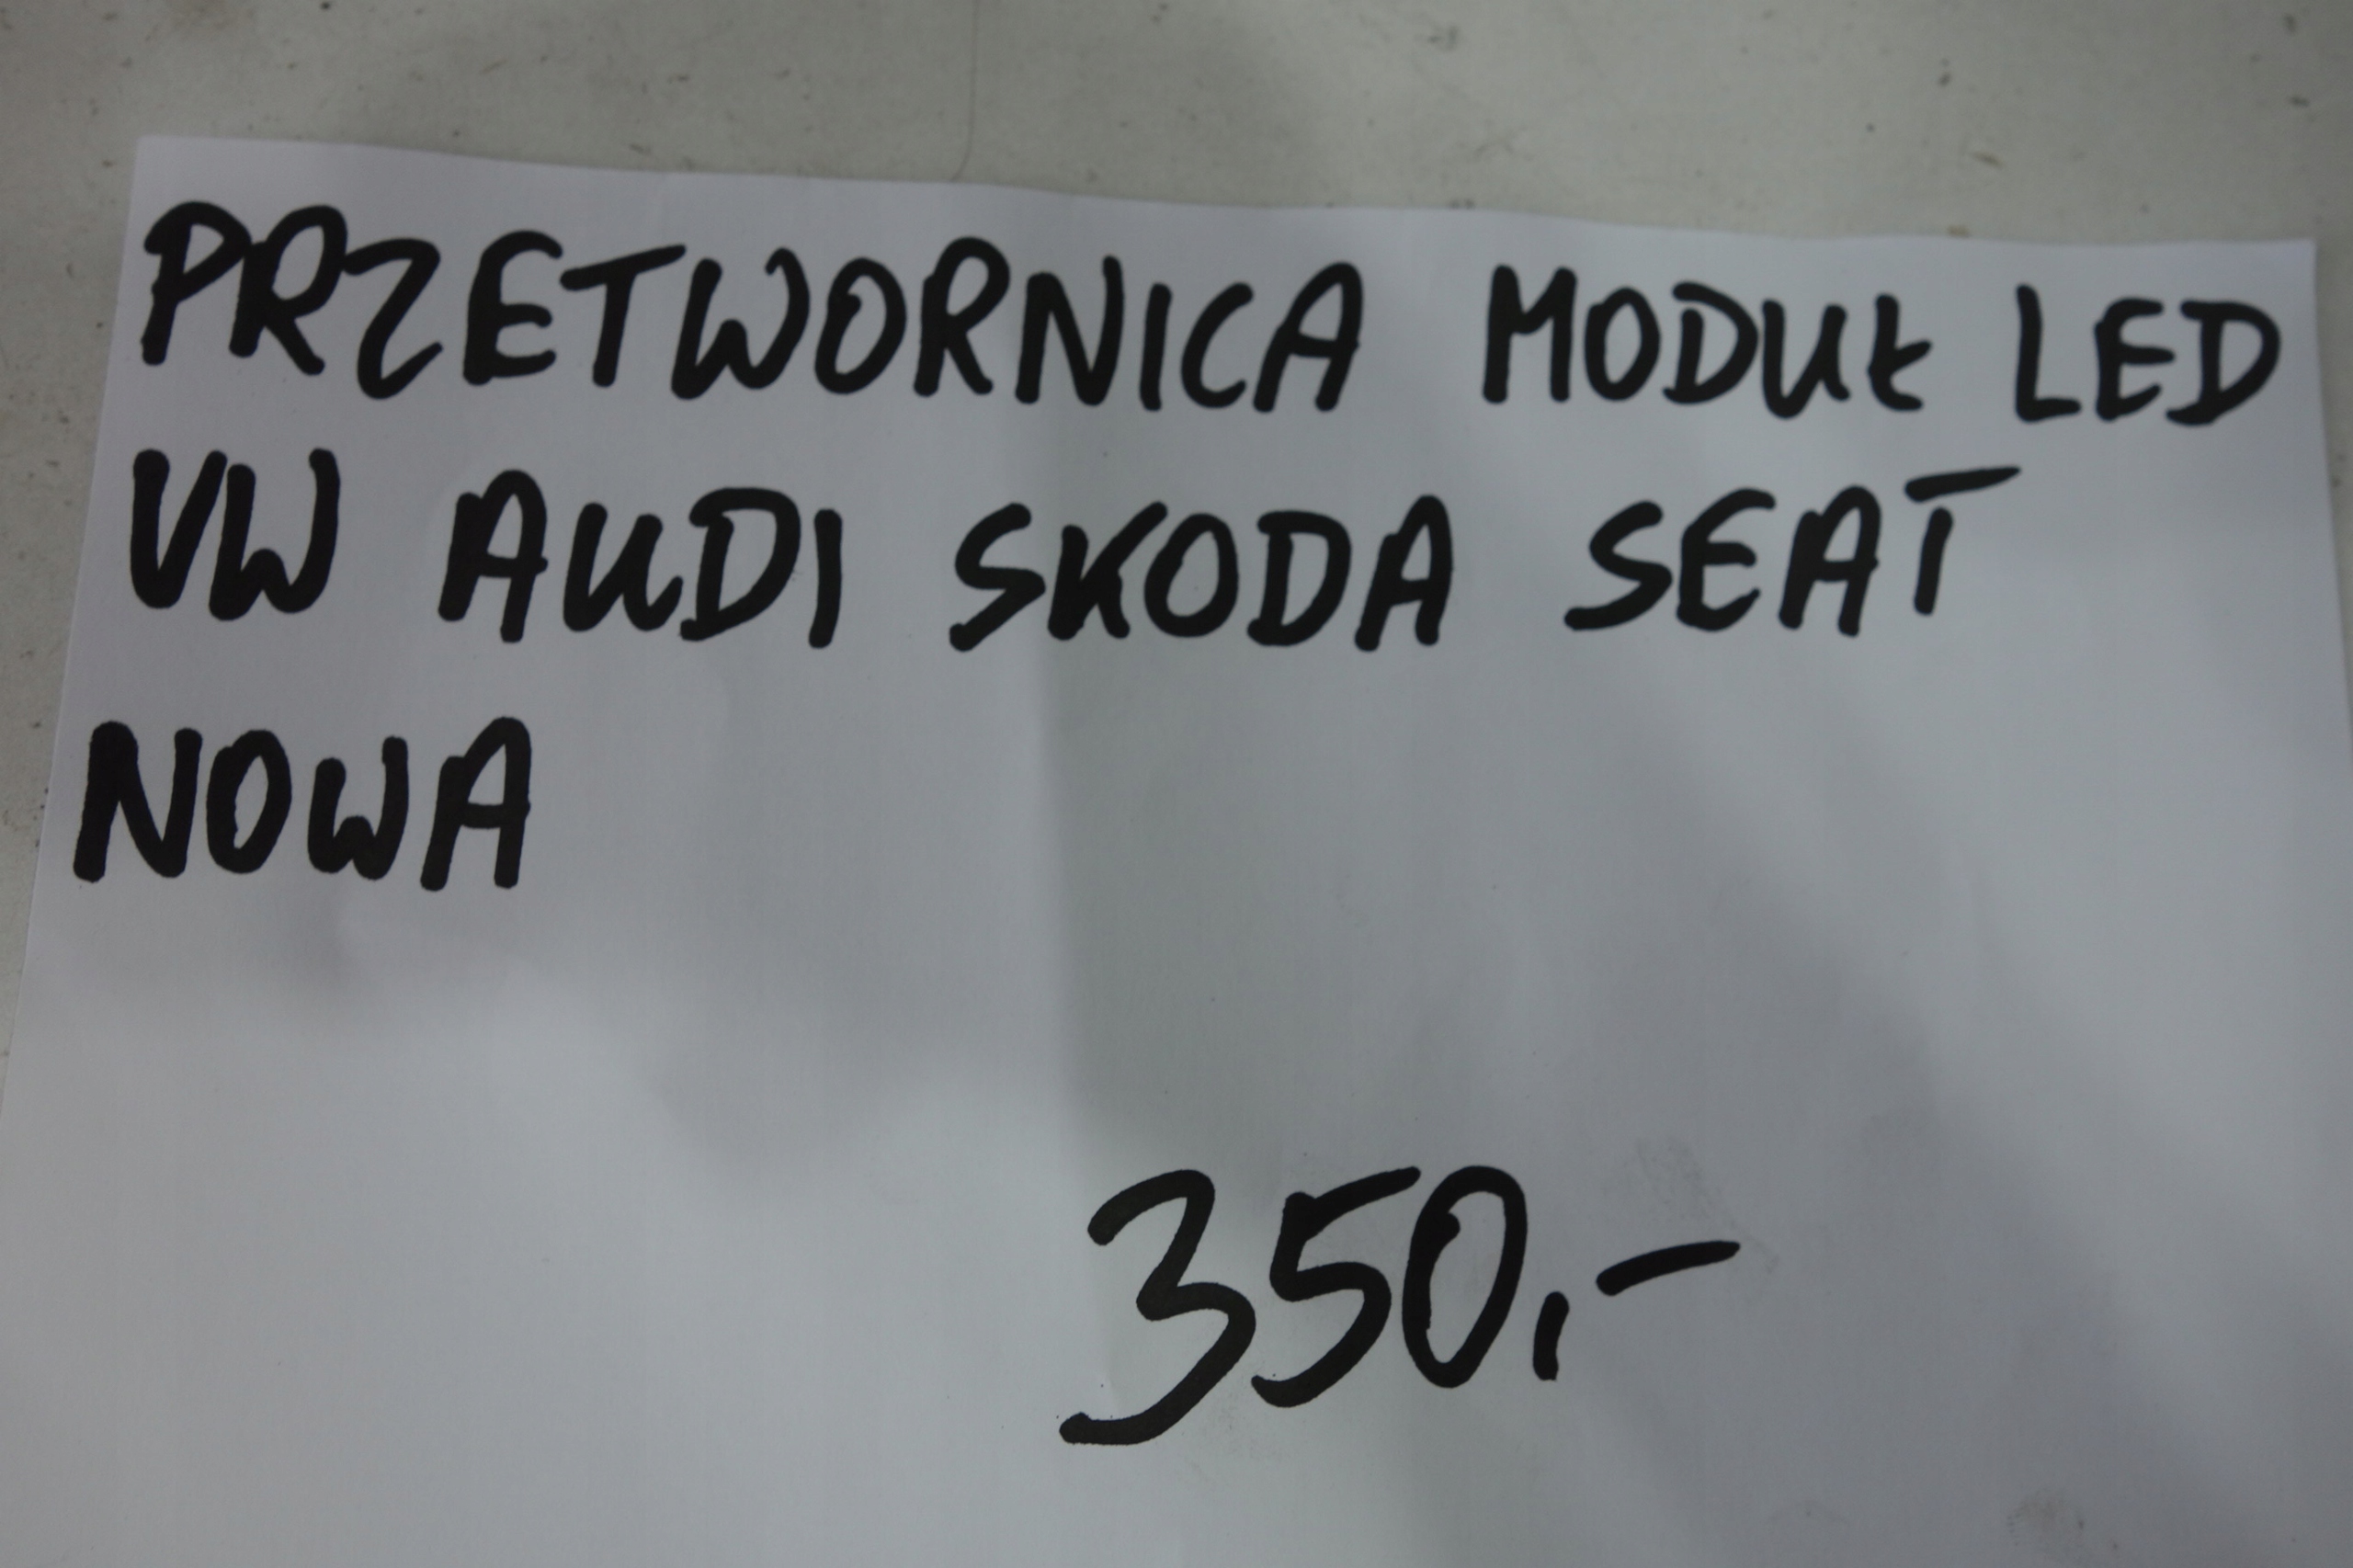 PRZETWORNICA MODUŁ LED
VW AUDI SKODA SEAT
NOWA
350,-